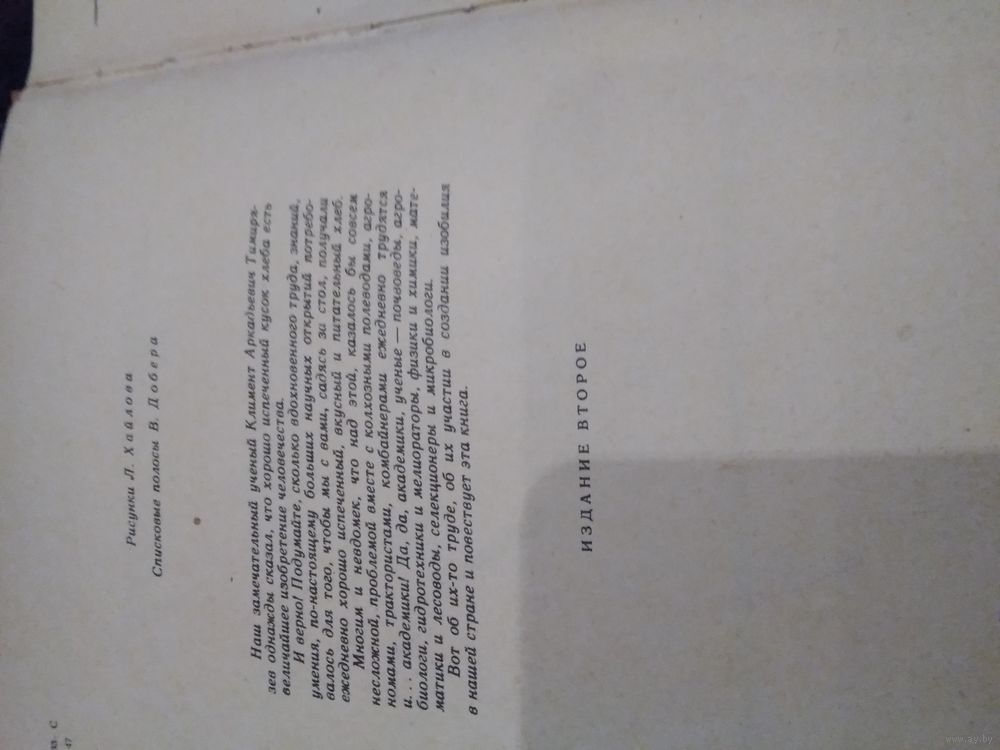 Рисунки Л. Хайлова
Списковые полосы В. Добера
Наш замечательный ученый Климент Аркадьевич Тимиря-
зев однажды сказал, что хорошо испеченный кусок хлеба есть
величайшее изобретение человечества.
И верно! Подумайте, сколько вдохновенного труда, знаний,
умения, по-настоящему больших научных открытий потребо-
валось для того, чтобы мы с вами, садясь за стол, получали
ежедневно хорошо испеченный, вкусный и питательный хлеб.
Многим и невдомек, что над этой, казалось бы совсем
несложной, проблемой вместе с колхозными полеводами, агро-
номами, трактористами, комбайнерами ежедневно трудятся
и... академики! Да, да, академики, ученые — почвоведы, агро-
биологи, гидротехники и мелиораторы, физики и химики, мате-
матики и лесоводы, селекционеры и микробиологи.
Вот об их-то труде, об их участии в создании изобилия
в нашей стране и повествует эта книга.
ИЗДАНИЕ ВТОРОЕ
С
47
www.ay.by